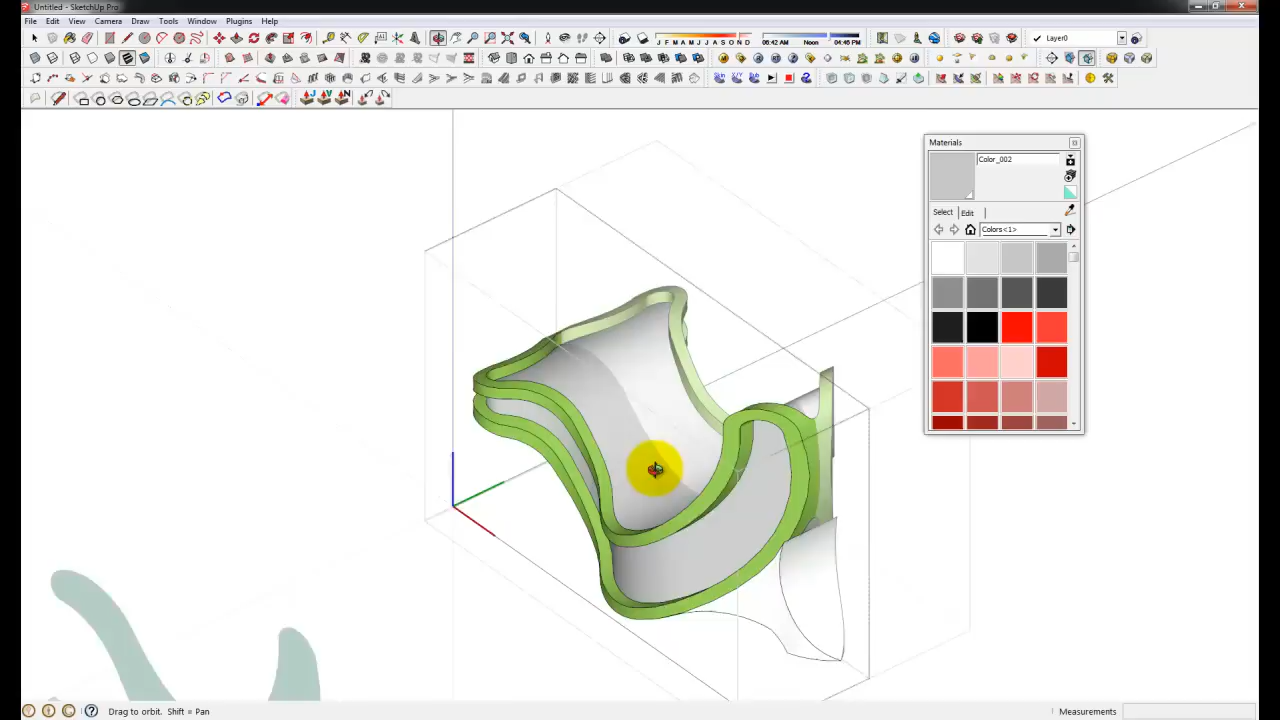 Untitled - SketchUp Pro
File Edit View Camera Draw Tools Window Plugins Help
J F M A M J J A S O N D 06:42 AM Noon 04:46 PM Layer0
Materials
Color_002
Select Edit
Colors<1>
Drag to orbit. Shift = Pan
Measurements